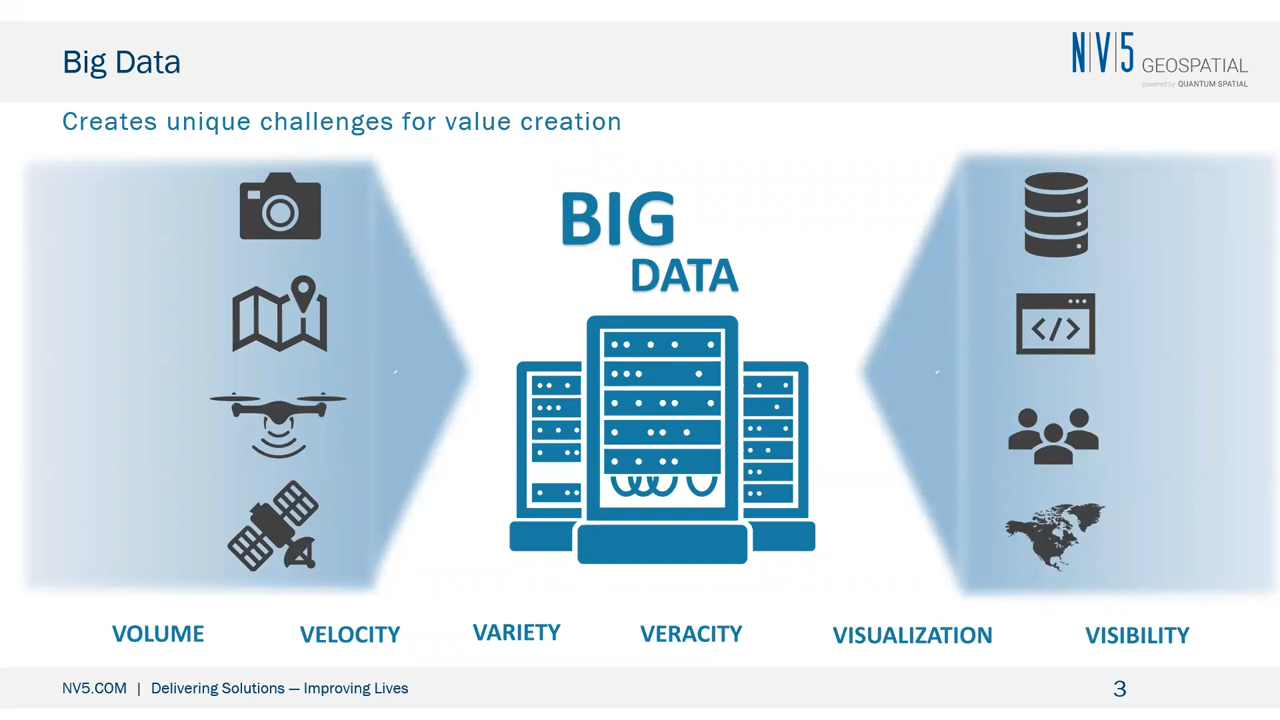 Big Data
N|V|5 GEOSPATIAL
powered by QUANTUM SPATIAL
Creates unique challenges for value creation
BIG
DATA
</>
VOLUME VELOCITY VARIETY VERACITY VISUALIZATION VISIBILITY
NV5.COM | Delivering Solutions — Improving Lives 3